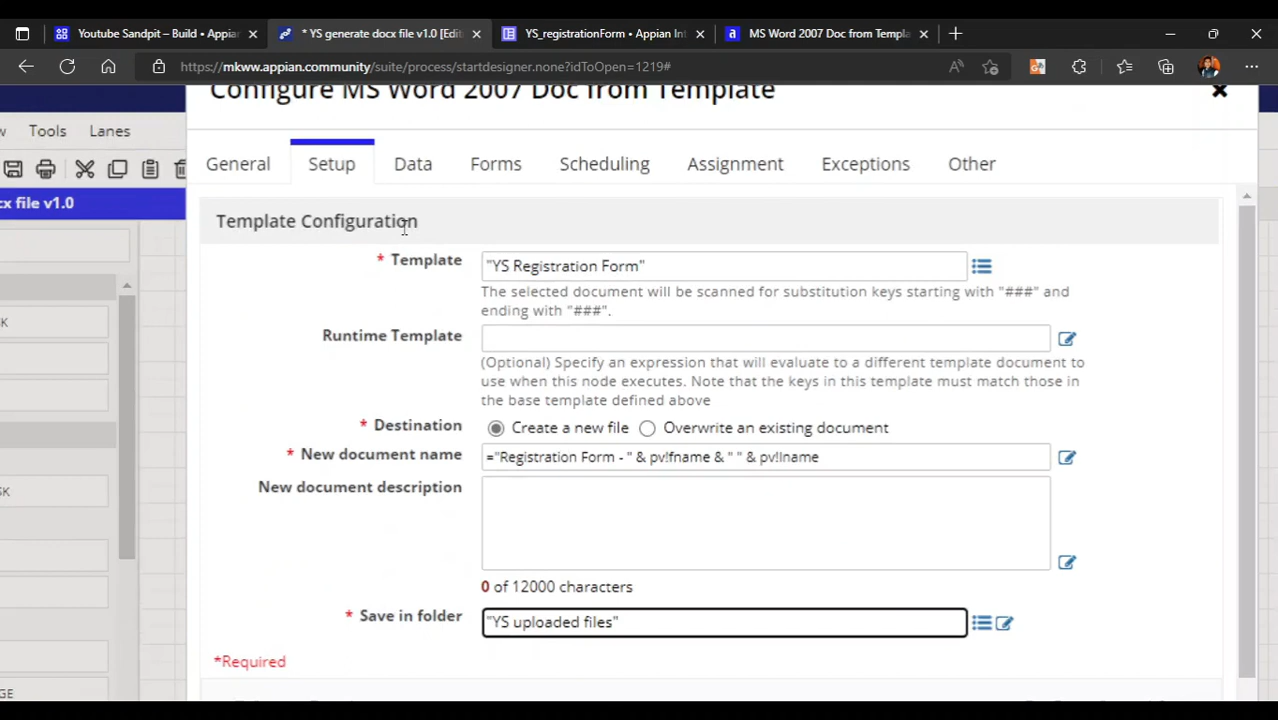 Youtube Sandpit – Build • Appian
* YS generate docx file v1.0 [Edit
YS_registrationForm • Appian Int
MS Word 2007 Doc from Templa
https://mkww.appian.community/suite/process/startdesigner.none?idToOpen=1219#
Configure MS Word 2007 Doc from Template
w Tools Lanes
General Setup Data Forms Scheduling Assignment Exceptions Other
cx file v1.0
Template Configuration
* Template "YS Registration Form"
The selected document will be scanned for substitution keys starting with "###" and
ending with "###".
K
Runtime Template
(Optional) Specify an expression that will evaluate to a different template document to
use when this node executes. Note that the keys in this template must match those in
the base template defined above
* Destination Create a new file Overwrite an existing document
* New document name ="Registration Form - " & pv!fname & " " & pv!lname
New document description
SK
0 of 12000 characters
* Save in folder "YS uploaded files"
*Required
GE